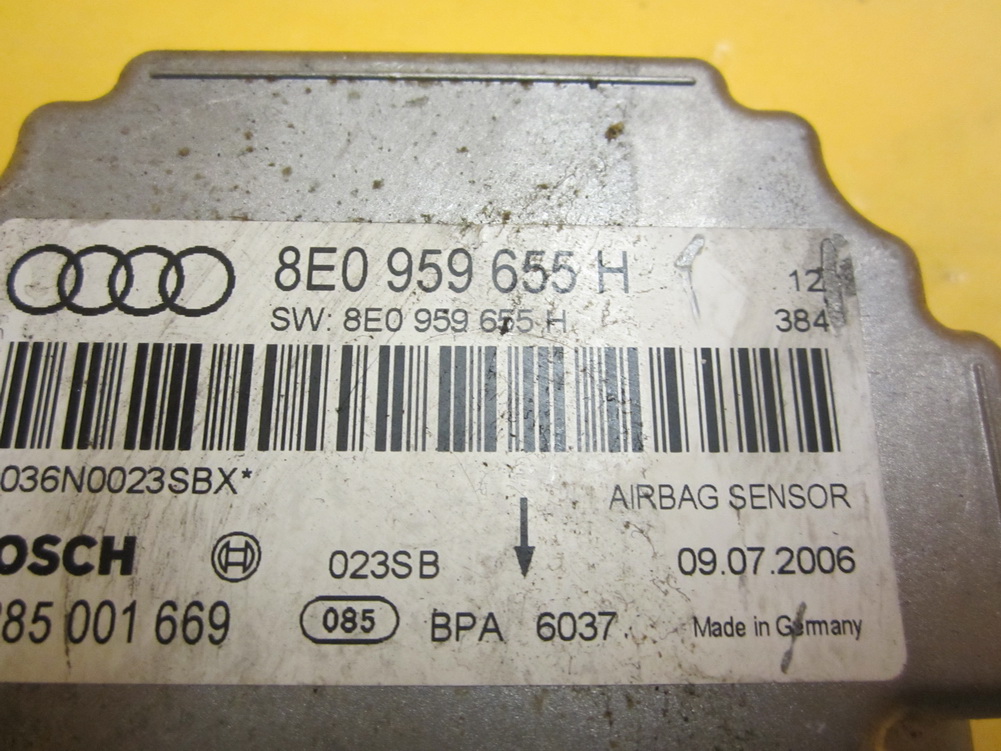 8E0 959 655 H 12
SW: 8E0 959 655 H 384
036N0023SBX*
AIRBAG SENSOR
OSCH 023SB 09.07.2006
85 001 669 085 BPA 6037 Made in Germany